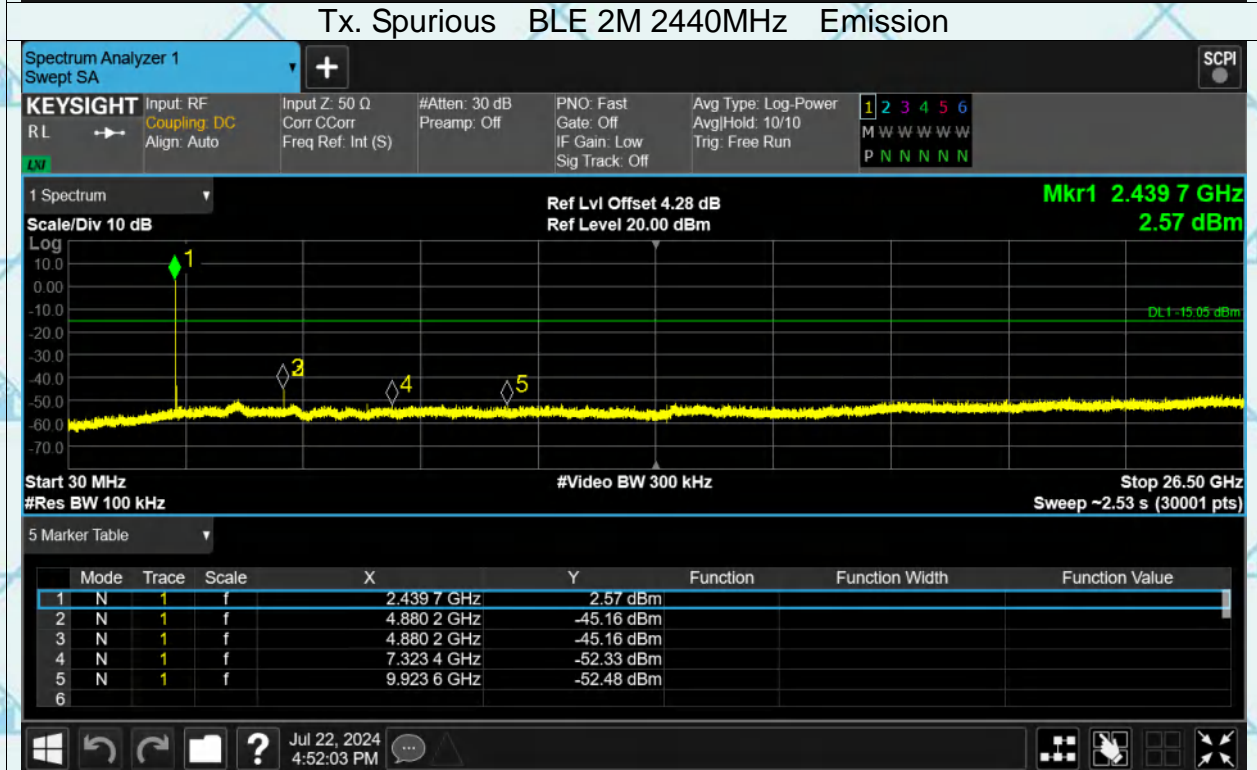 Tx. Spurious BLE 2M 2440MHz Emission
Spectrum Analyzer 1
Swept SA
+
SCPI
KEYSIGHT Input: RF Input Z: 50 Ω #Atten: 30 dB PNO: Fast Avg Type: Log-Power 1 2 3 4 5 6
RL Coupling: DC Corr CCorr Preamp: Off Gate: Off Avg|Hold: 10/10 M W W W W W
Align: Auto Freq Ref: Int (S) IF Gain: Low Trig: Free Run P N N N N N
LXI Sig Track: Off
1 Spectrum Ref Lvl Offset 4.28 dB Mkr1 2.439 7 GHz
Scale/Div 10 dB Ref Level 20.00 dBm 2.57 dBm
Log
10.0 1
0.00
-10.0 DL1 -15.05 dBm
-20.0
-30.0
-40.0 3 4 5
-50.0
-60.0
-70.0
Start 30 MHz #Video BW 300 kHz Stop 26.50 GHz
#Res BW 100 kHz Sweep ~2.53 s (30001 pts)
5 Marker Table
Mode Trace Scale X Y Function Function Width Function Value
1 N 1 f 2.439 7 GHz 2.57 dBm
2 N 1 f 4.880 2 GHz -45.16 dBm
3 N 1 f 4.880 2 GHz -45.16 dBm
4 N 1 f 7.323 4 GHz -52.33 dBm
5 N 1 f 9.923 6 GHz -52.48 dBm
6
? Jul 22, 2024
4:52:03 PM